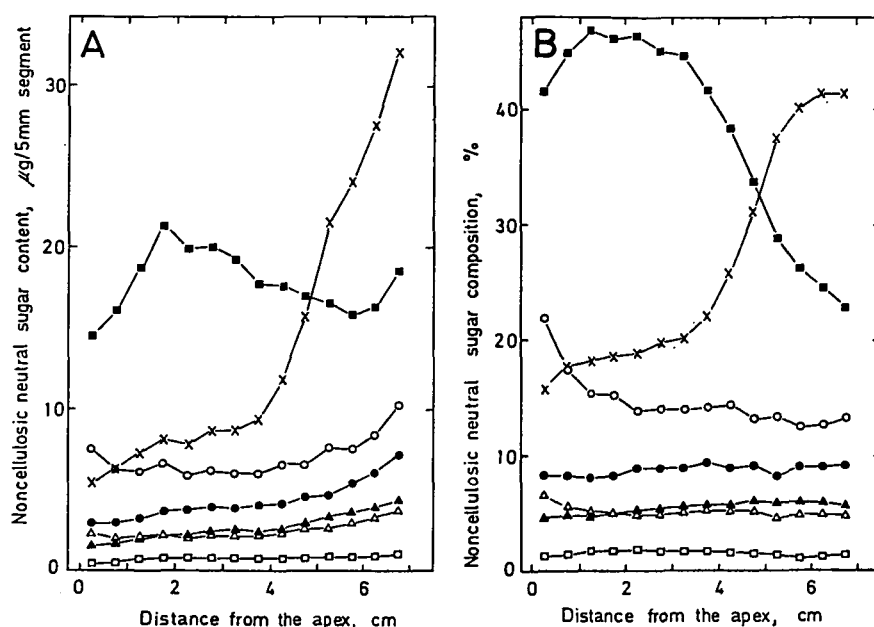 A
Noncellulosic neutral sugar content, μg/5mm segment
30
20
10
0
0 2 4 6
Distance from the apex, cm
B
Noncellulosic neutral sugar composition, %
40
30
20
10
0
0 2 4 6
Distance from the apex, cm